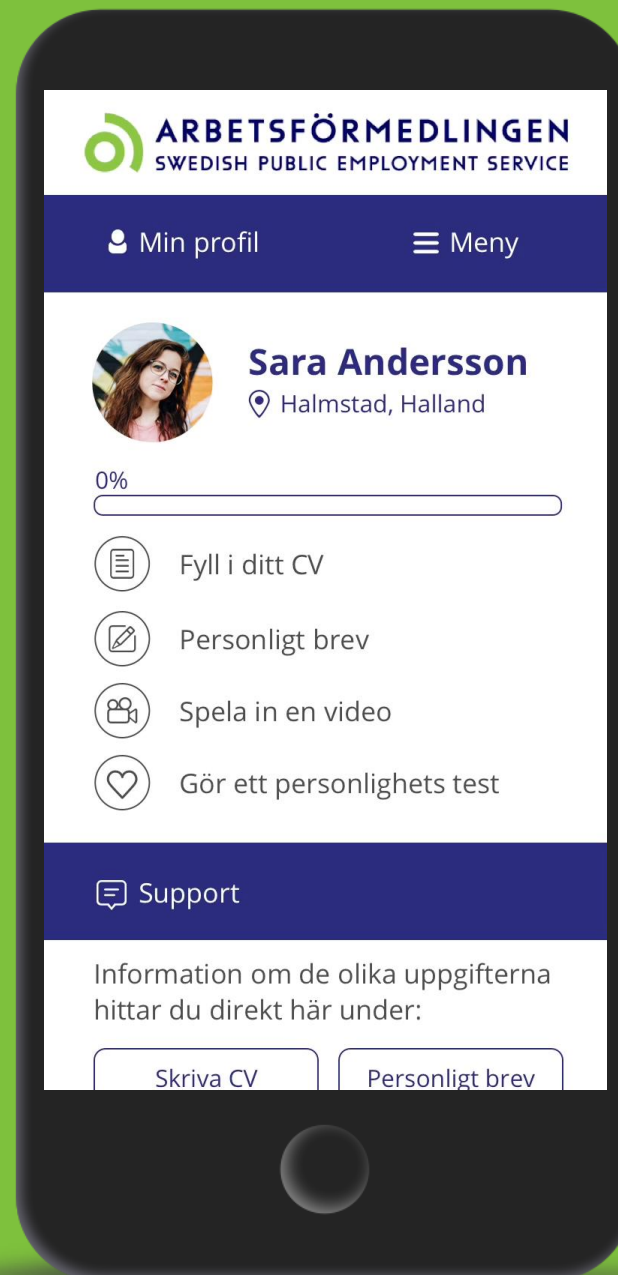 ARBETSFÖRMEDLINGEN
SWEDISH PUBLIC EMPLOYMENT SERVICE
Min profil
Meny
Sara Andersson
Halmstad, Halland
0%
Fyll i ditt CV
Personligt brev
Spela in en video
Gör ett personlighets test
Support
Information om de olika uppgifterna
hittar du direkt här under:
Skriva CV
Personligt brev